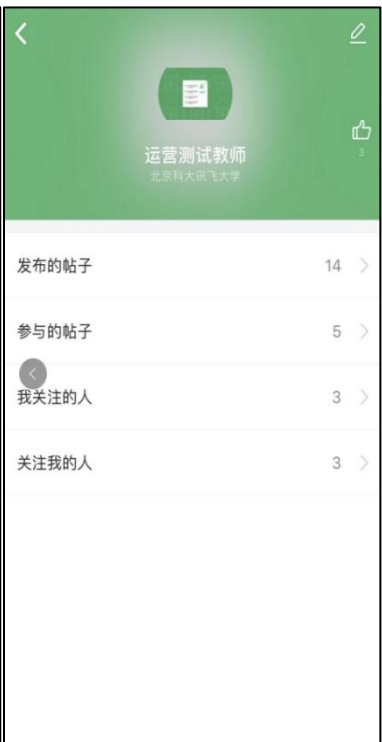 运营测试教师
3
北京科大讯飞大学
发布的帖子 14
参与的帖子 5
我关注的人 3
关注我的人 3